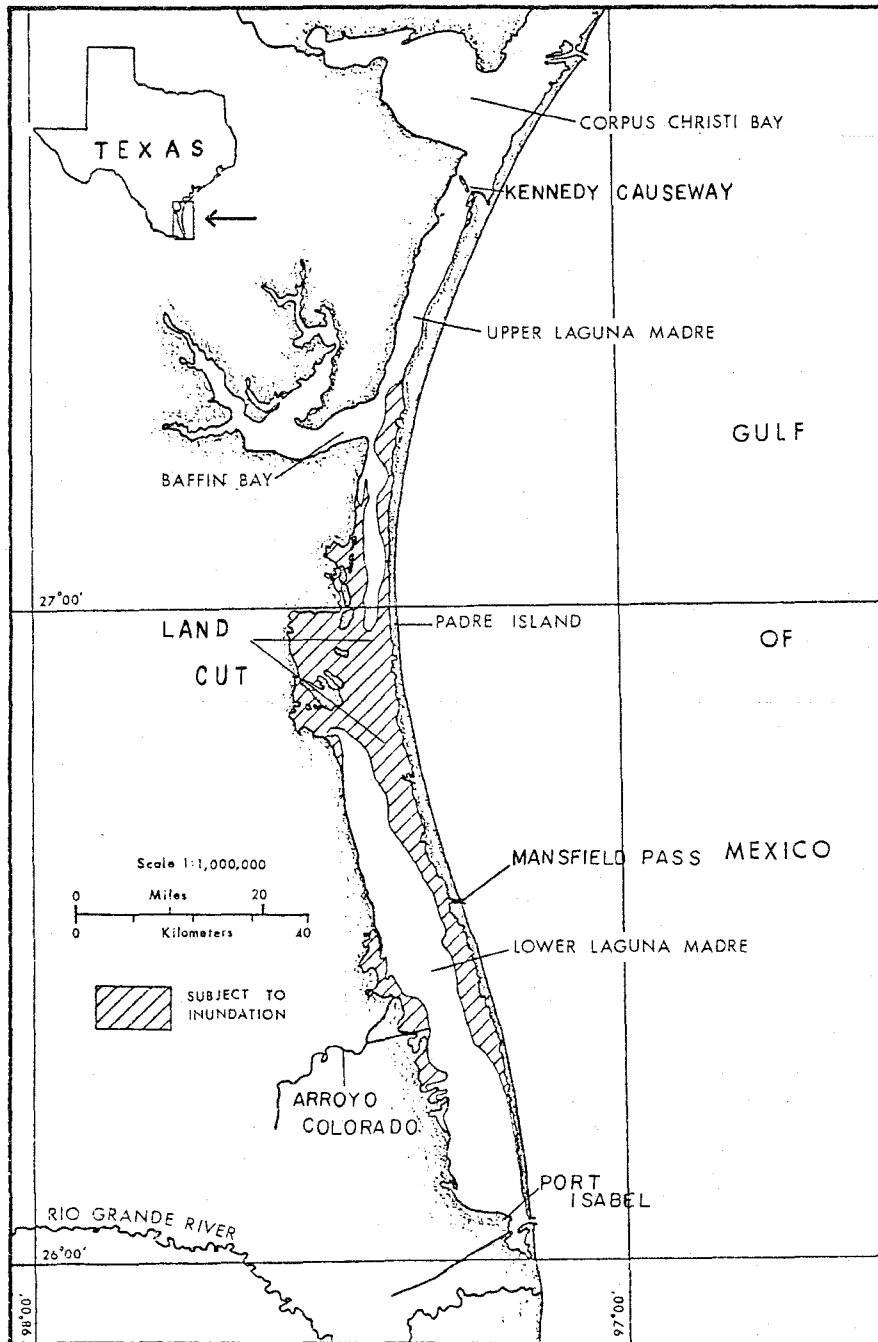 TEXAS
CORPUS CHRISTI BAY
KENNEDY CAUSEWAY
UPPER LAGUNA MADRE
GULF
BAFFIN BAY
27°00'
LAND
CUT
PADRE ISLAND
OF
Scale 1:1,000,000
0 Miles 20
0 Kilometers 40
MANSFIELD PASS
MEXICO
LOWER LAGUNA MADRE
SUBJECT TO
INUNDATION
ARROYO
COLORADO
PORT
ISABEL
RIO GRANDE RIVER
26°00'
98°00'
97°00'